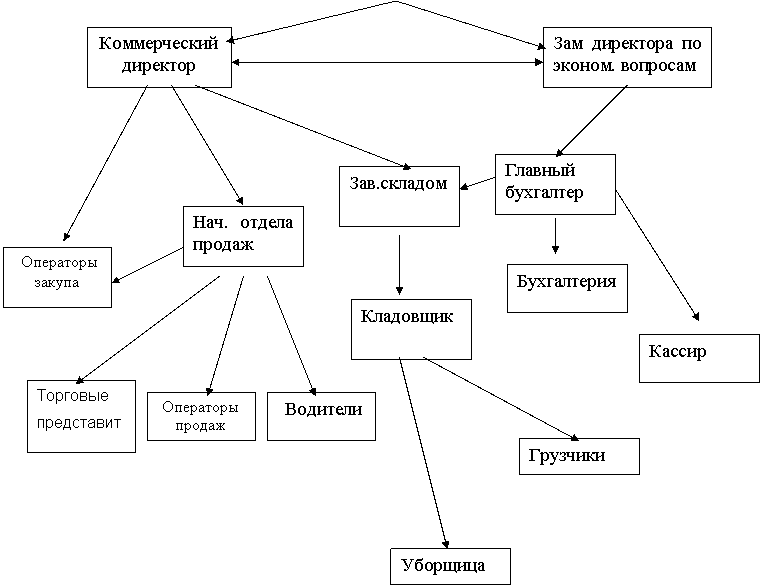 Коммерческий
директор
Зам директора по
эконом. вопросам
Зав.складом
Главный
бухгалтер
Нач. отдела
продаж
Операторы
закупа
Бухгалтерия
Кладовщик
Кассир
Торговые
представит
Операторы
продаж
Водители
Грузчики
Уборщица